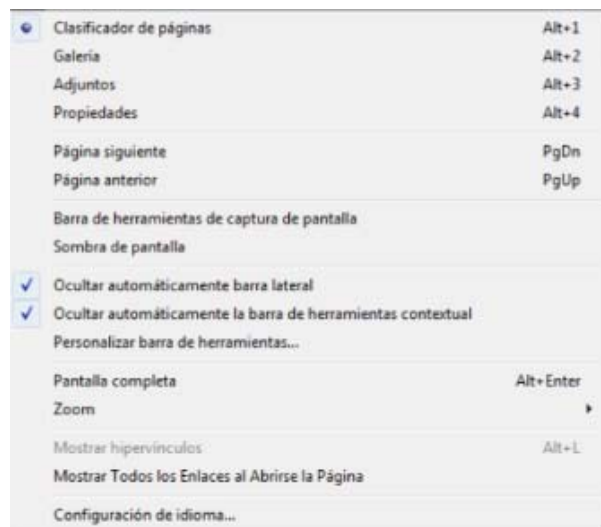 Clasificador de páginas Alt+1
Galería Alt+2
Adjuntos Alt+3
Propiedades Alt+4
Página siguiente PgDn
Página anterior PgUp
Barra de herramientas de captura de pantalla
Sombra de pantalla
Ocultar automáticamente barra lateral
Ocultar automáticamente la barra de herramientas contextual
Personalizar barra de herramientas...
Pantalla completa Alt+Enter
Zoom
Mostrar hipervínculos Alt+L
Mostrar Todos los Enlaces al Abrirse la Página
Configuración de idioma...